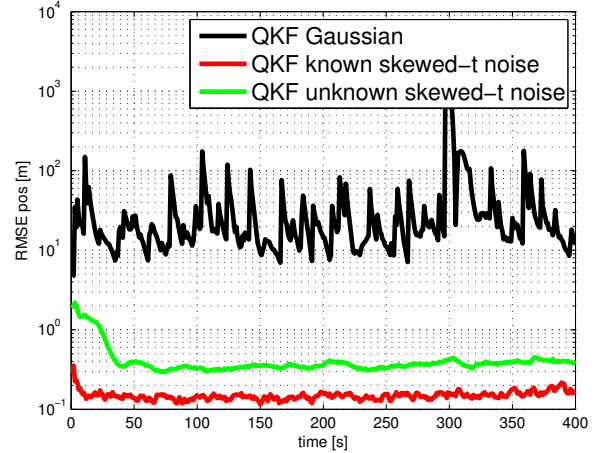 10^4
10^3
10^2
10^1
10^0
10^−1
RMSE pos [m]
QKF Gaussian
QKF known skewed−t noise
QKF unknown skewed−t noise
0 50 100 150 200 250 300 350 400
time [s]